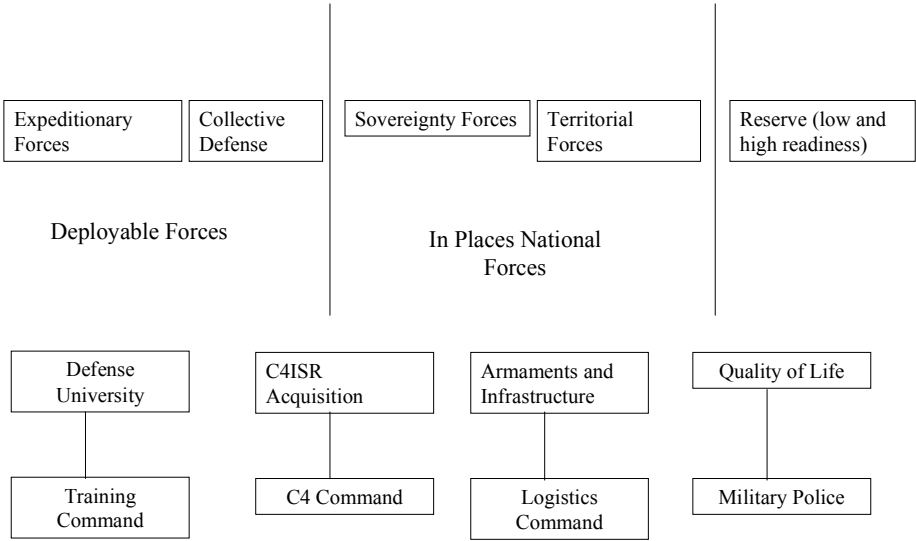 Expeditionary
Forces
Collective
Defense
Sovereignty Forces
Territorial
Forces
Reserve (low and
high readiness)
Deployable Forces
In Places National
Forces
Defense
University
C4ISR
Acquisition
Armaments and
Infrastructure
Quality of Life
Training
Command
C4 Command
Logistics
Command
Military Police